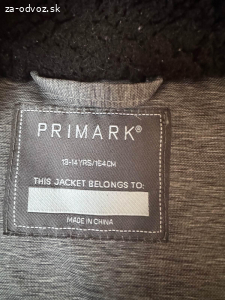 za-odvoz.sk
PRIMARK®
13-14 YRS/164CM
THIS JACKET BELONGS TO:
MADE IN CHINA